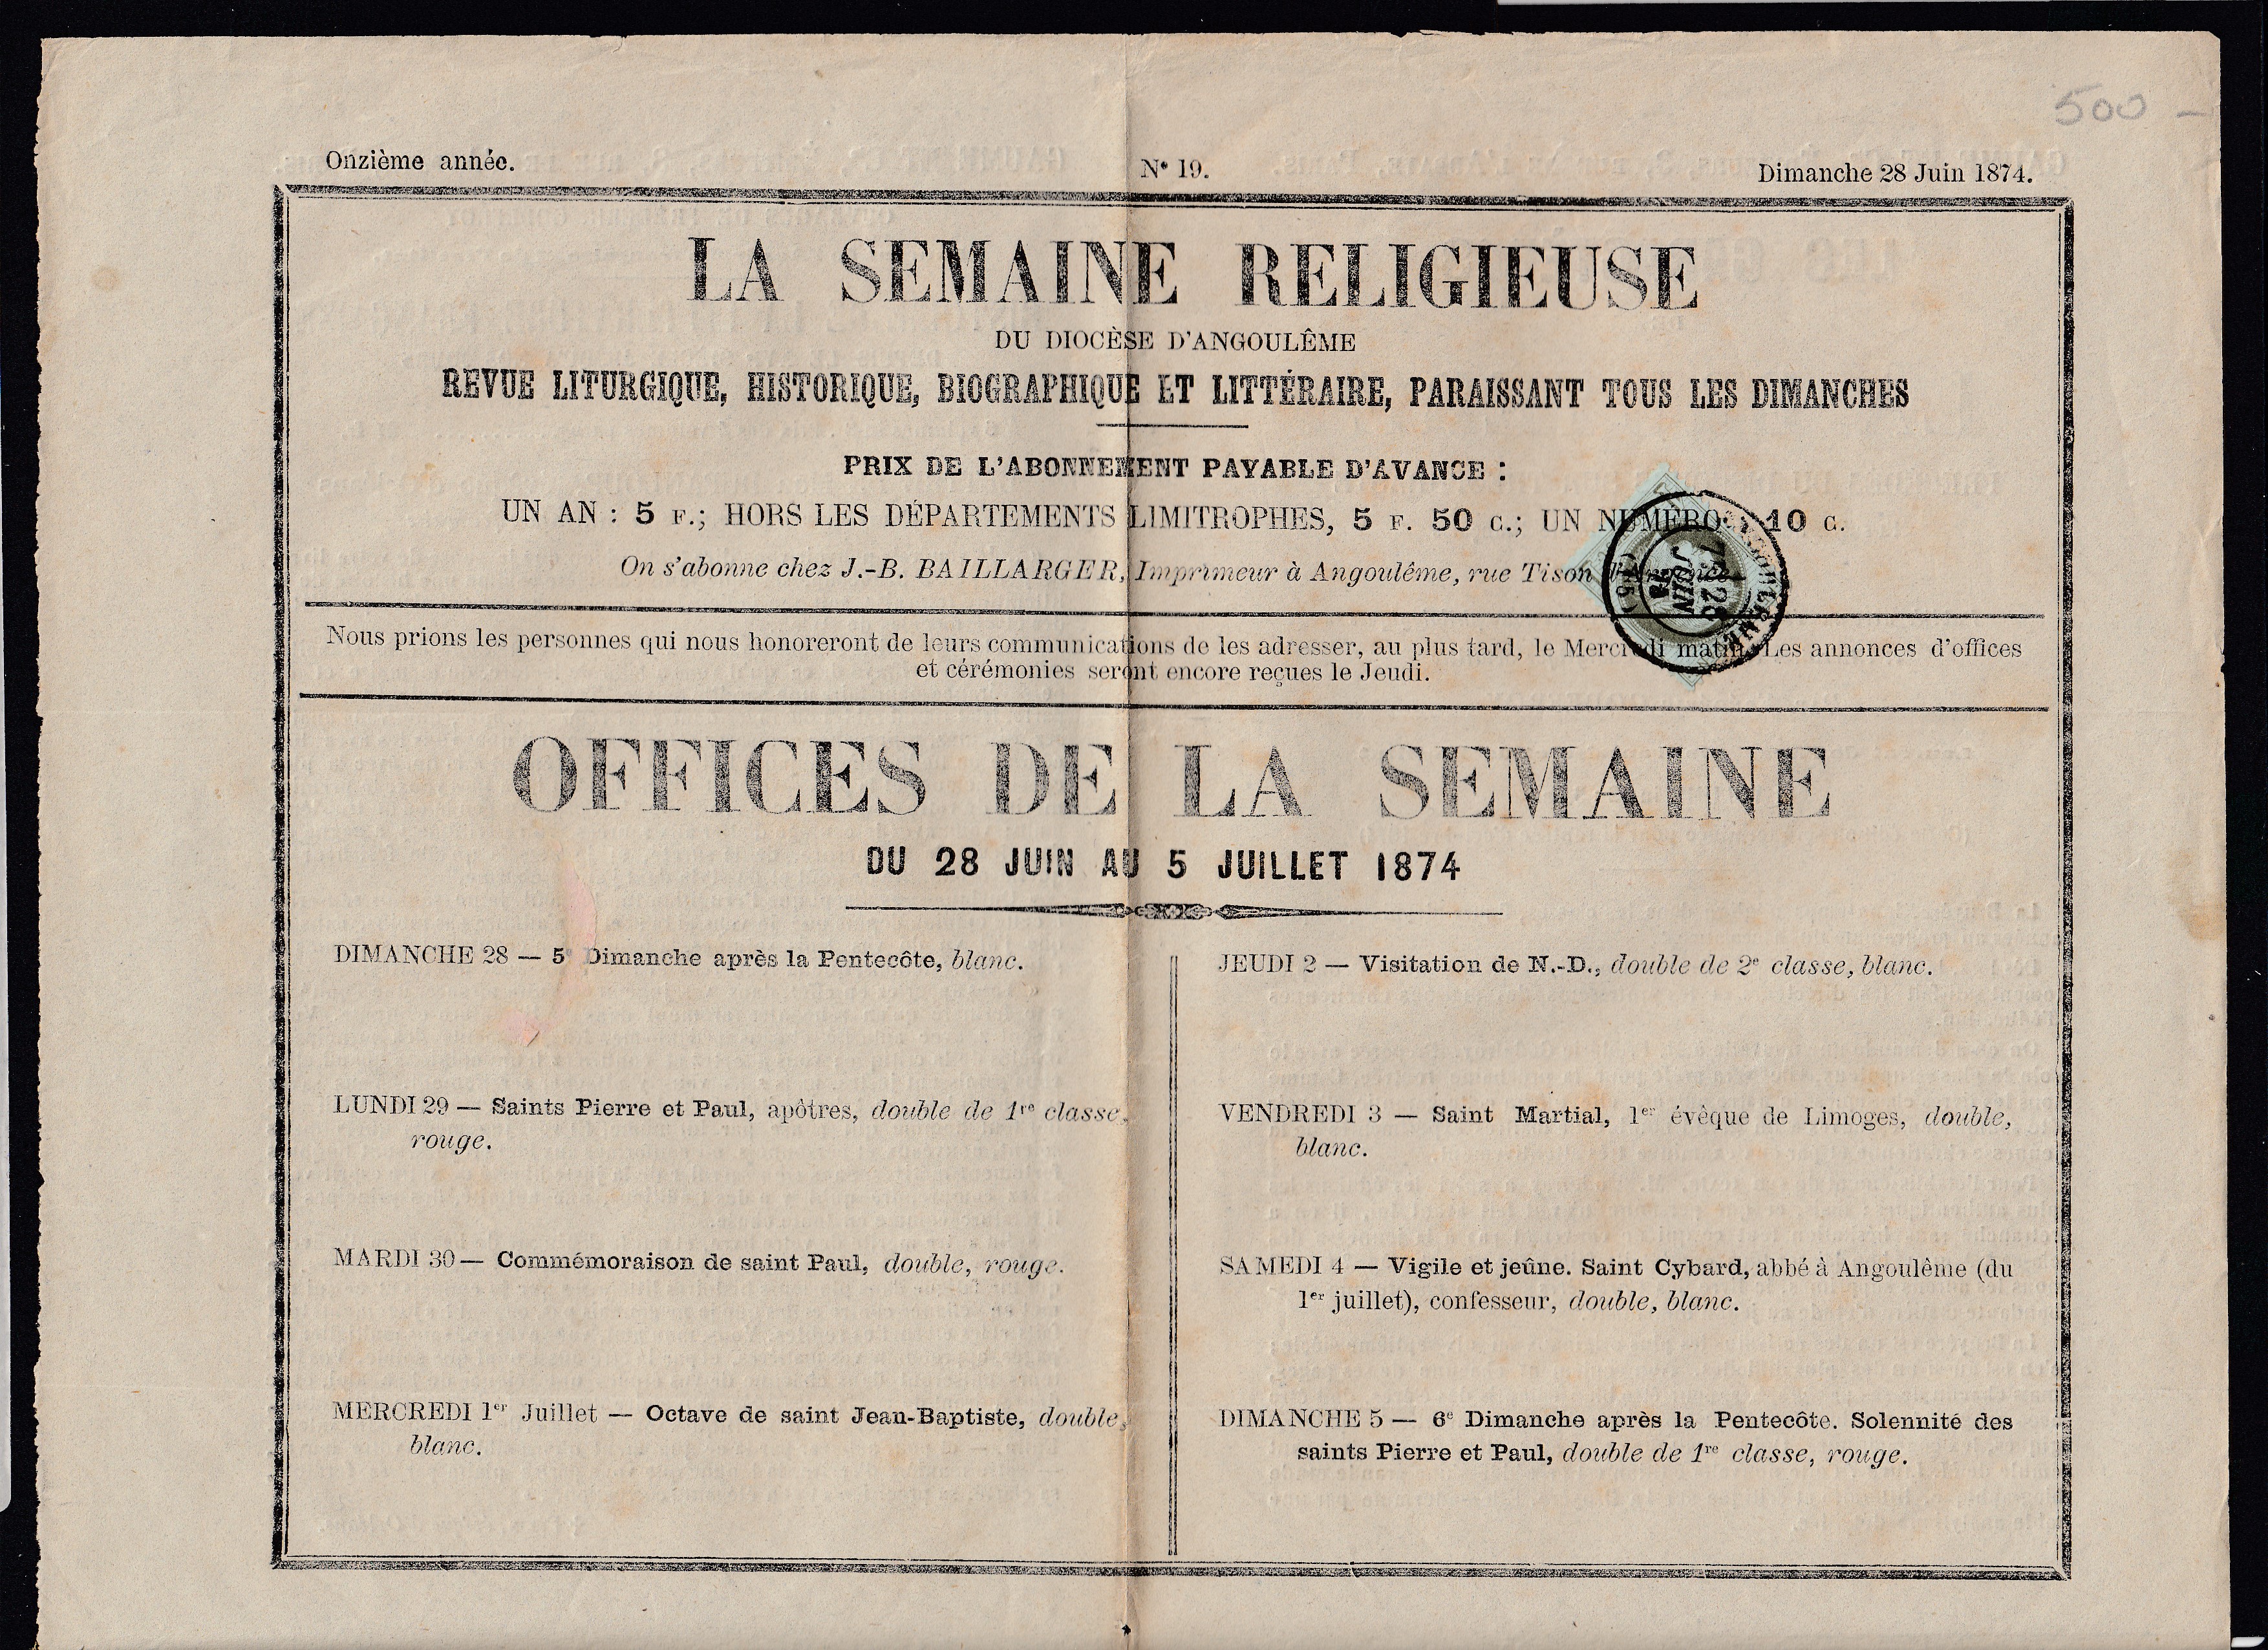 500 –
Onzième année.
N° 19.
Dimanche 28 Juin 1874.
LA SEMAINE RELIGIEUSE
DU DIOCÈSE D'ANGOULÊME
REVUE LITURGIQUE, HISTORIQUE, BIOGRAPHIQUE ET LITTÉRAIRE, PARAISSANT TOUS LES DIMANCHES
PRIX DE L'ABONNEMENT PAYABLE D'AVANCE :
UN AN : 5 F.; HORS LES DÉPARTEMENTS LIMITROPHES, 5 F. 50 C.; UN NUMÉRO : 10 C.
On s'abonne chez J.-B. BAILLARGER, Imprimeur à Angoulême, rue Tison
28
JUIN
Nous prions les personnes qui nous honoreront de leurs communications de les adresser, au plus tard, le Mercredi matin. Les annonces d'offices
et cérémonies seront encore reçues le Jeudi.
OFFICES DE LA SEMAINE
DU 28 JUIN AU 5 JUILLET 1874
DIMANCHE 28 — 5e Dimanche après la Pentecôte, blanc.
LUNDI 29 — Saints Pierre et Paul, apôtres, double de 1re classe,
rouge.
MARDI 30 — Commémoraison de saint Paul, double, rouge.
MERCREDI 1er Juillet — Octave de saint Jean-Baptiste, double,
blanc.
JEUDI 2 — Visitation de N.-D., double de 2e classe, blanc.
VENDREDI 3 — Saint Martial, 1er évêque de Limoges, double,
blanc.
SAMEDI 4 — Vigile et jeûne. Saint Cybard, abbé à Angoulême (du
1er juillet), confesseur, double, blanc.
DIMANCHE 5 — 6e Dimanche après la Pentecôte. Solennité des
saints Pierre et Paul, double de 1re classe, rouge.